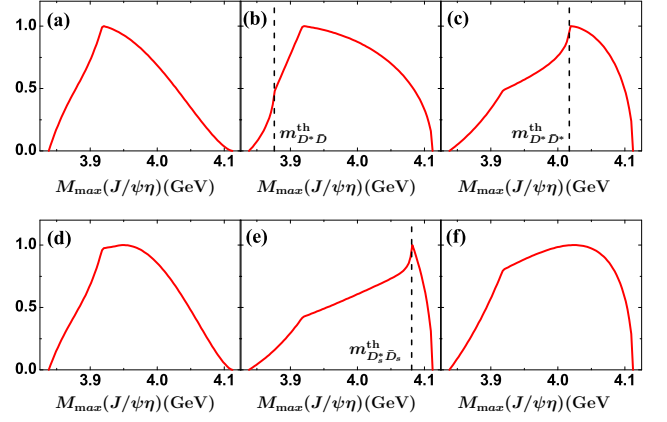 (a) (b) (c)
1.0
0.5
0.0
m^th_{D*D̄} m^th_{D*D̄*}
3.9 4.0 4.1 3.9 4.0 4.1 3.9 4.0 4.1
M_max(J/ψη)(GeV) M_max(J/ψη)(GeV) M_max(J/ψη)(GeV
(d) (e) (f)
1.0
0.5
m^th_{D*_s D̄_s}
0.0
3.9 4.0 4.1 3.9 4.0 4.1 3.9 4.0 4.1
M_max(J/ψη)(GeV) M_max(J/ψη)(GeV) M_max(J/ψη)(GeV)